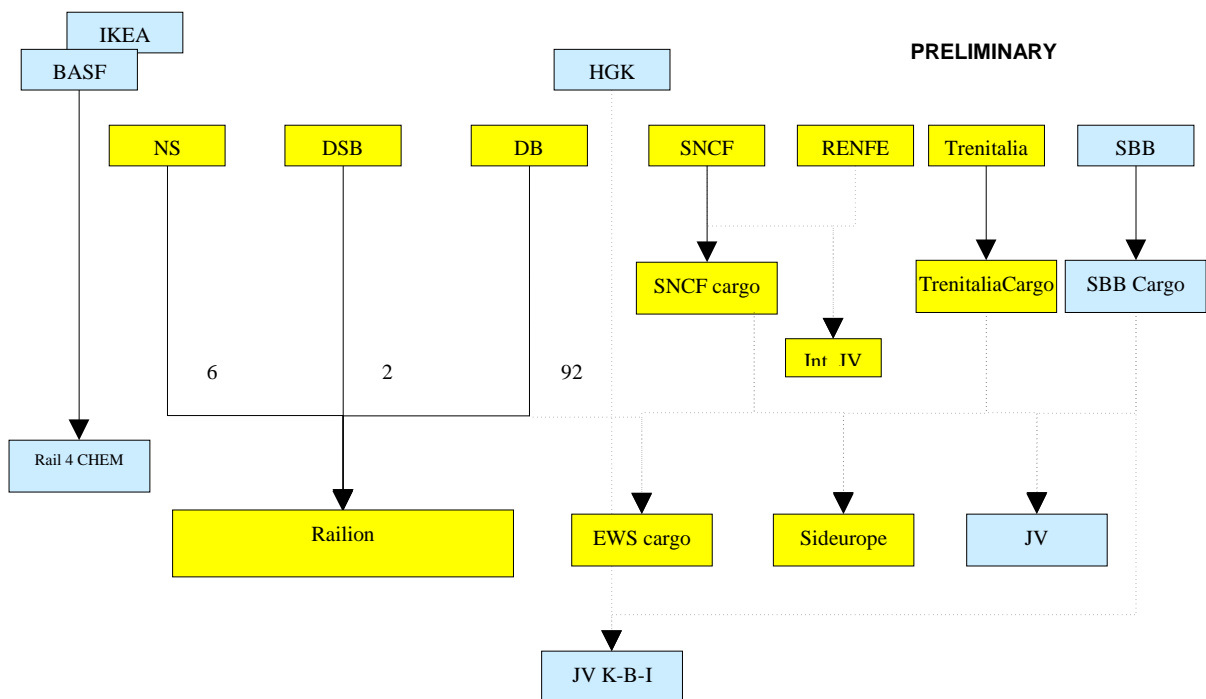 IKEA
PRELIMINARY
BASF
HGK
NS
DSB
DB
SNCF
RENFE
Trenitalia
SBB
SNCF cargo
TrenitaliaCargo
SBB Cargo
Int JV
6
2
92
Rail 4 CHEM
Railion
EWS cargo
Sideurope
JV
JV K-B-I